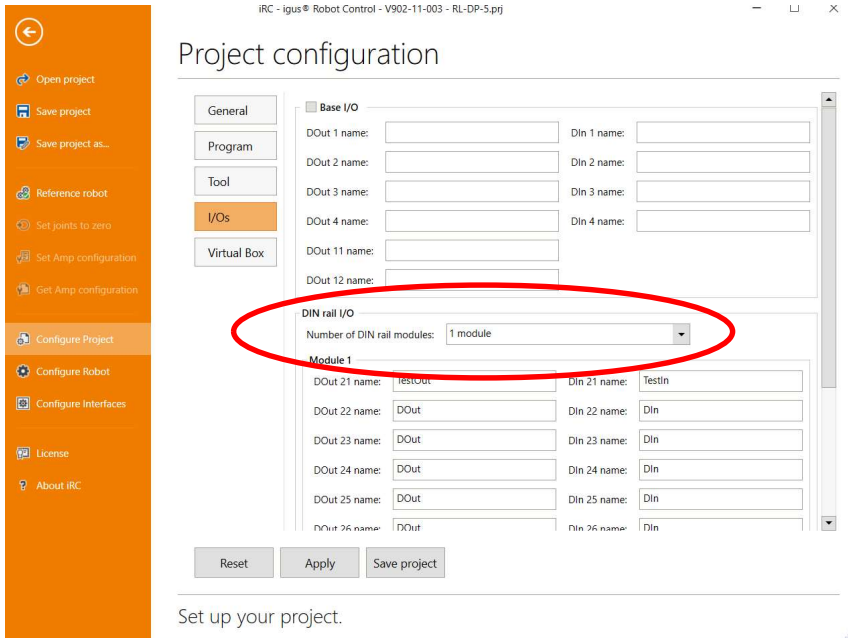 iRC - igus® Robot Control - V902-11-003 - RL-DP-5.prj
Project configuration
Open project
Save project
Save project as...
Reference robot
Set joints to zero
Set Amp configuration
Get Amp configuration
Configure Project
Configure Robot
Configure Interfaces
License
About iRC
General
Program
Tool
I/Os
Virtual Box
Base I/O
DOut 1 name: DIn 1 name:
DOut 2 name: DIn 2 name:
DOut 3 name: DIn 3 name:
DOut 4 name: DIn 4 name:
DOut 11 name:
DOut 12 name:
DIN rail I/O
Number of DIN rail modules: 1 module
Module 1
DOut 21 name: TestOut DIn 21 name: TestIn
DOut 22 name: DOut DIn 22 name: DIn
DOut 23 name: DOut DIn 23 name: DIn
DOut 24 name: DOut DIn 24 name: DIn
DOut 25 name: DOut DIn 25 name: DIn
DOut 26 name: DOut DIn 26 name: DIn
Reset Apply Save project
Set up your project.